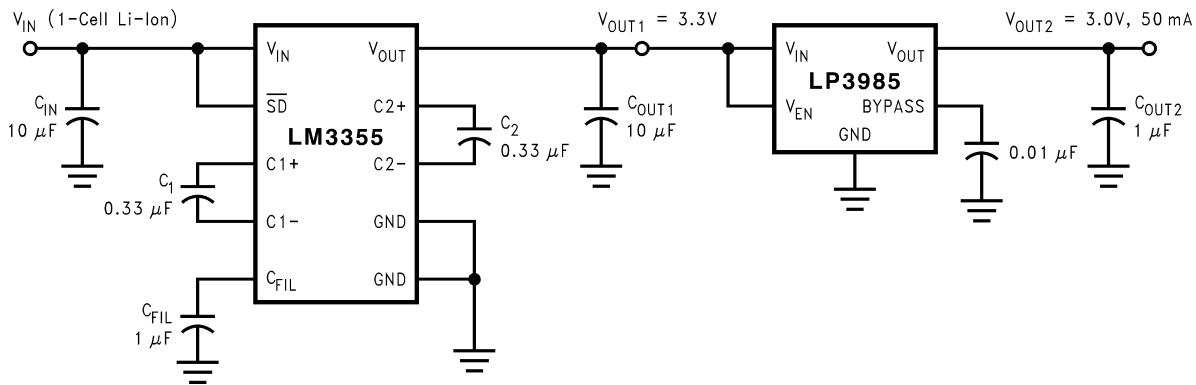 V_IN (1-Cell Li-Ion)
V_OUT1 = 3.3V
V_OUT2 = 3.0V, 50 mA
V_IN
V_OUT
V_IN
V_OUT
LP3985
C_IN
10 µF
SD
C2+
C_2
0.33 µF
C_OUT1
10 µF
V_EN
BYPASS
GND
C_OUT2
1 µF
LM3355
0.01 µF
C1+
C2-
C_1
0.33 µF
C1-
GND
C_FIL
GND
C_FIL
1 µF